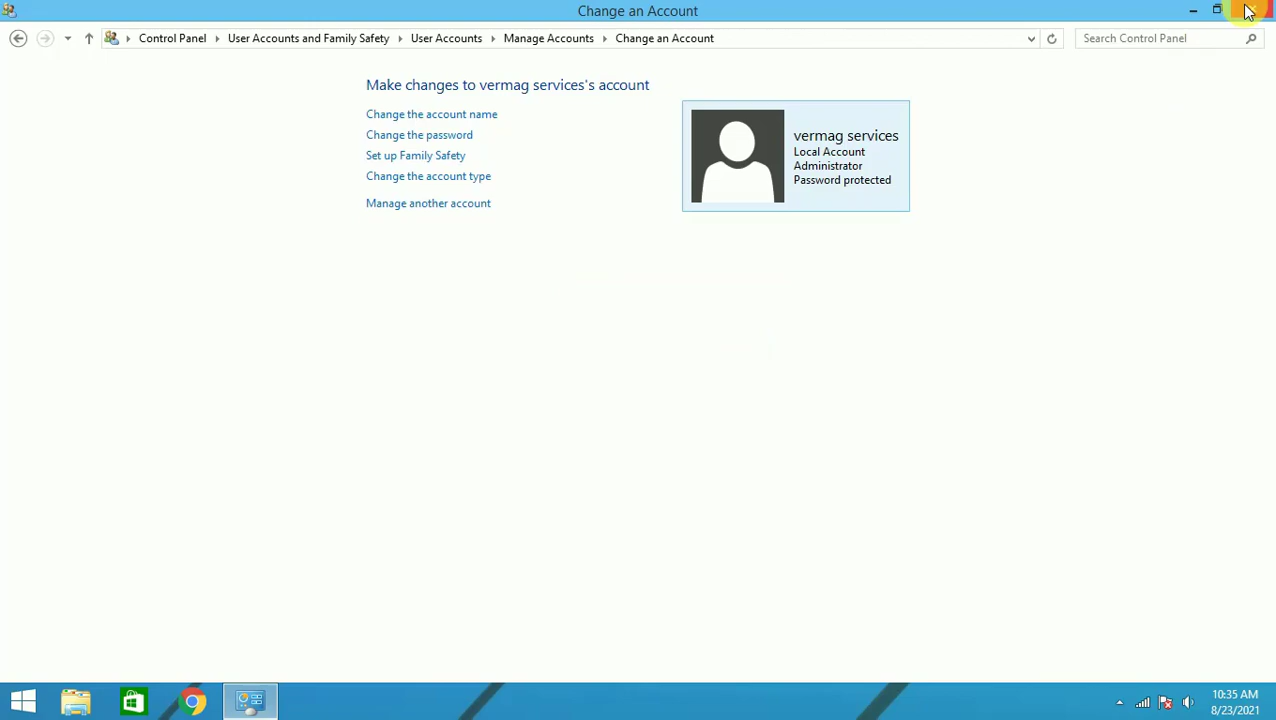 Change an Account
Control Panel User Accounts and Family Safety User Accounts Manage Accounts Change an Account
Search Control Panel
Make changes to vermag services's account
Change the account name
Change the password
Set up Family Safety
Change the account type
Manage another account
vermag services
Local Account
Administrator
Password protected
10:35 AM
8/23/2021